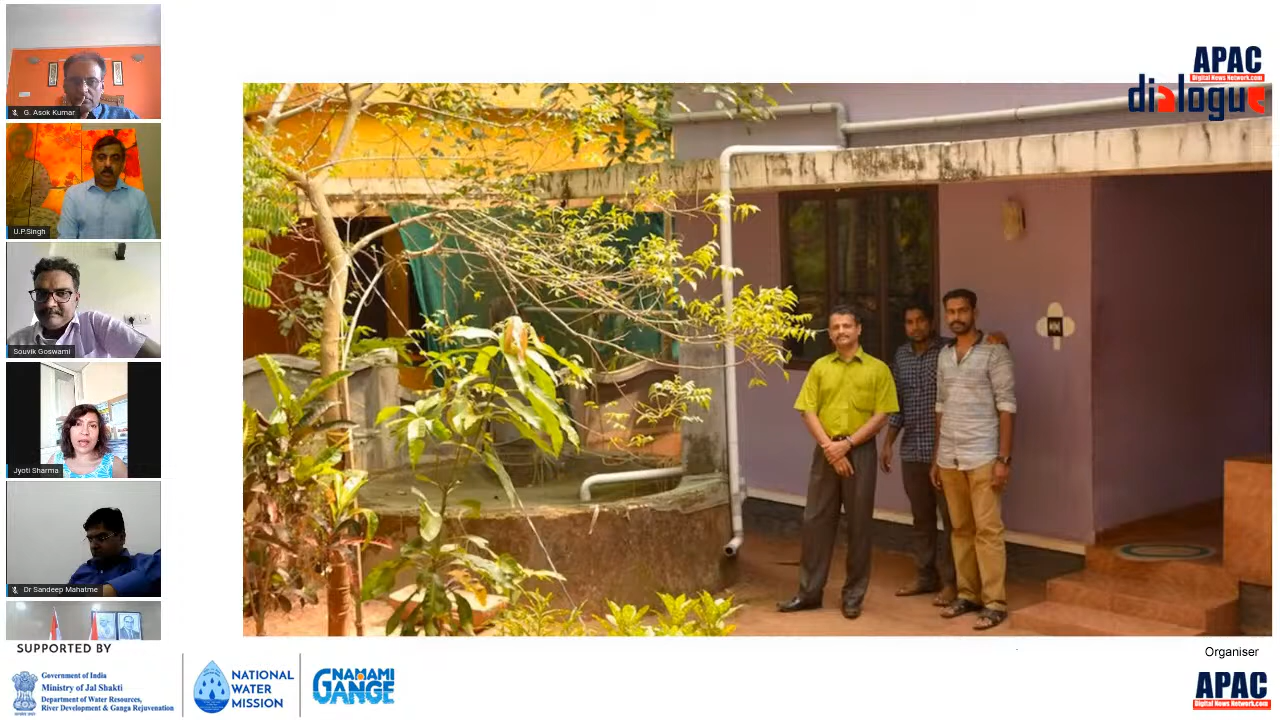 G. Asok Kumar
U.P.Singh
Souvik Goswami
Jyoti Sharma
Dr Sandeep Mahatme
APAC
Digital News Network.com
dialogue
SUPPORTED BY
Government of India
Ministry of Jal Shakti
Department of Water Resources,
River Development & Ganga Rejuvenation
NATIONAL
WATER
MISSION
NAMAMI
GANGE
Organiser
APAC
Digital News Network.com